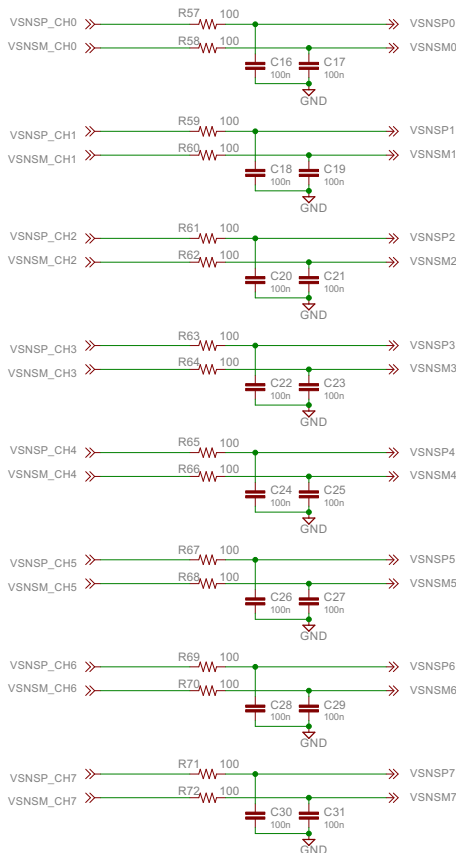 R57 100
VSNSP_CH0 VSNSP0
VSNSM_CH0 R58 100 VSNSM0
C16 C17
100n 100n
GND
R59 100
VSNSP_CH1 VSNSP1
VSNSM_CH1 R60 100 VSNSM1
C18 C19
100n 100n
GND
R61 100
VSNSP_CH2 VSNSP2
VSNSM_CH2 R62 100 VSNSM2
C20 C21
100n 100n
GND
R63 100
VSNSP_CH3 VSNSP3
VSNSM_CH3 R64 100 VSNSM3
C22 C23
100n 100n
GND
R65 100
VSNSP_CH4 VSNSP4
VSNSM_CH4 R66 100 VSNSM4
C24 C25
100n 100n
GND
R67 100
VSNSP_CH5 VSNSP5
VSNSM_CH5 R68 100 VSNSM5
C26 C27
100n 100n
GND
R69 100
VSNSP_CH6 VSNSP6
VSNSM_CH6 R70 100 VSNSM6
C28 C29
100n 100n
GND
R71 100
VSNSP_CH7 VSNSP7
VSNSM_CH7 R72 100 VSNSM7
C30 C31
100n 100n
GND